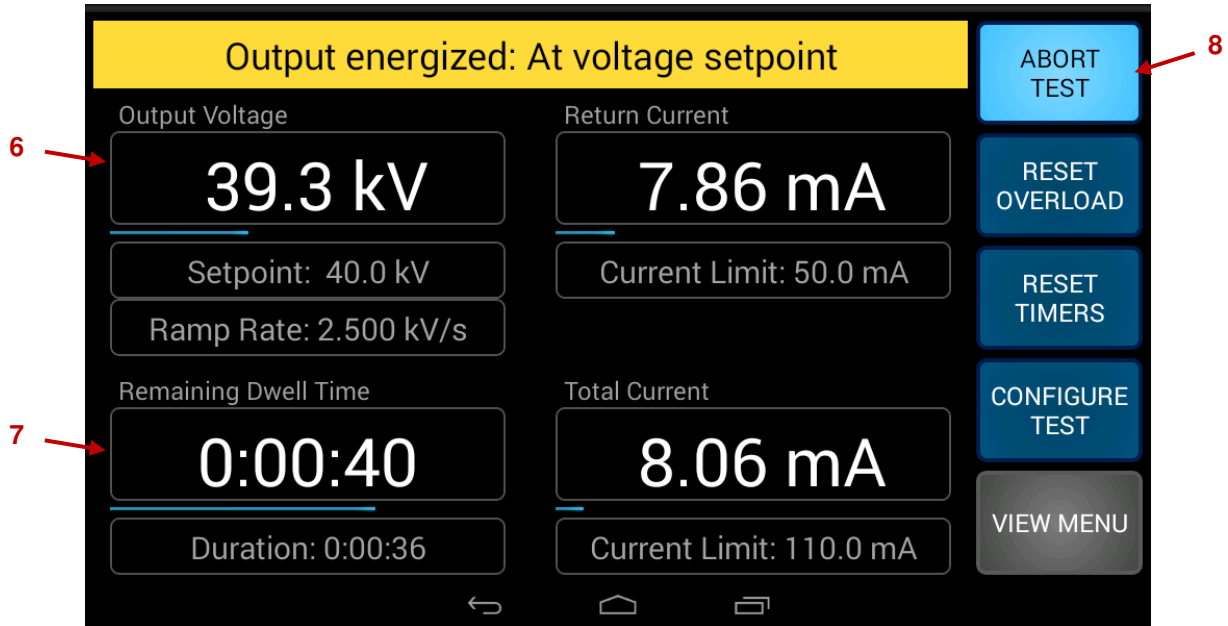 Output energized: At voltage setpoint
ABORT
TEST
8
Output Voltage
Return Current
6
39.3 kV
7.86 mA
RESET
OVERLOAD
Setpoint: 40.0 kV
Current Limit: 50.0 mA
RESET
TIMERS
Ramp Rate: 2.500 kV/s
Remaining Dwell Time
Total Current
CONFIGURE
TEST
7
0:00:40
8.06 mA
VIEW MENU
Duration: 0:00:36
Current Limit: 110.0 mA